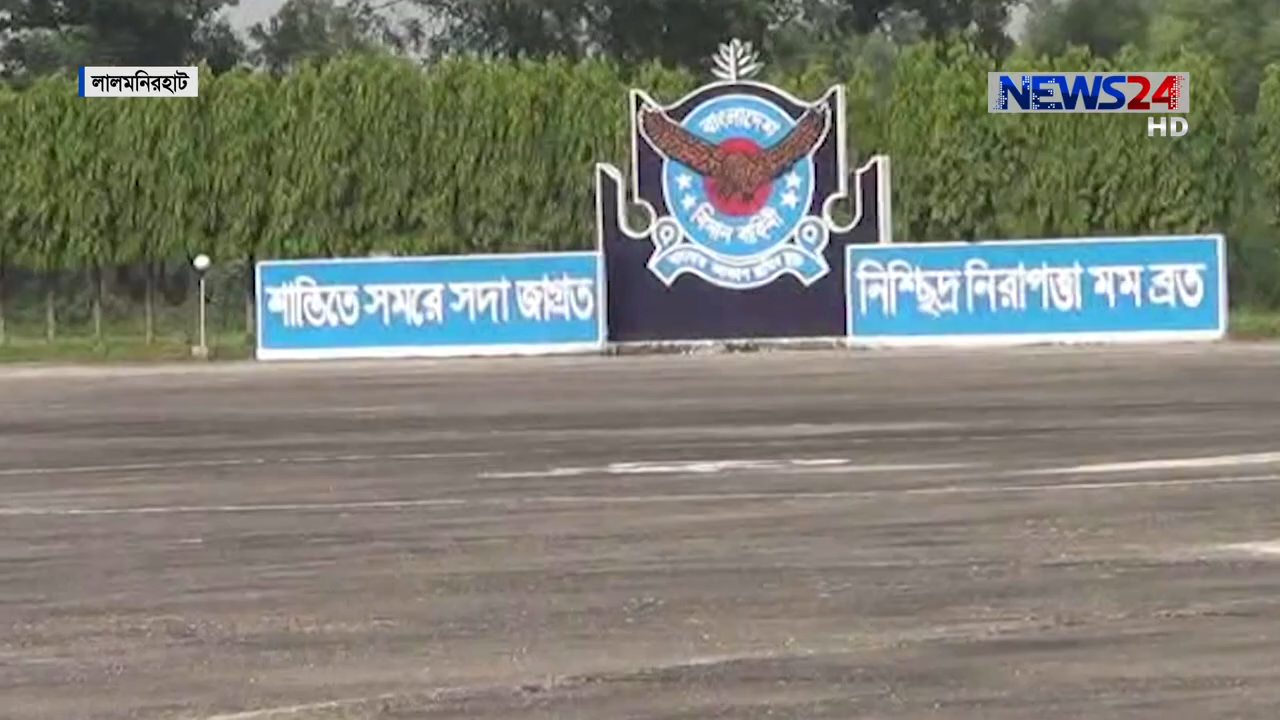 লালমনিরহাট
NEWS24
HD
বাংলাদেশ
বিমান বাহিনী
শান্তিতে সমরে সদা জাগ্রত
নিশ্ছিদ্র নিরাপত্তা মম ব্রত